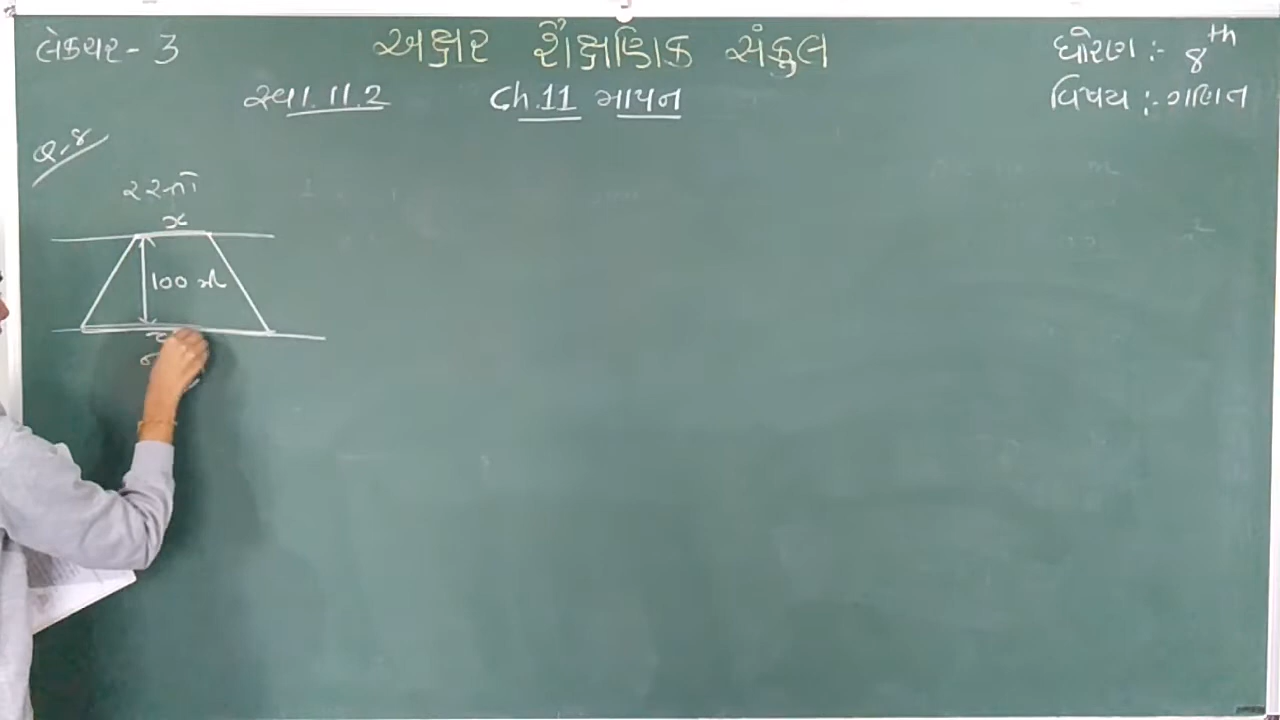 લેક્ચર - 3
અક્ષર શૈક્ષણિક સંકુલ
ધોરણ :- 8th
સ્વા. 11.2
Ch.11 માપન
વિષય :- ગણિત
Q.8
રસ્તો
x
100 મી